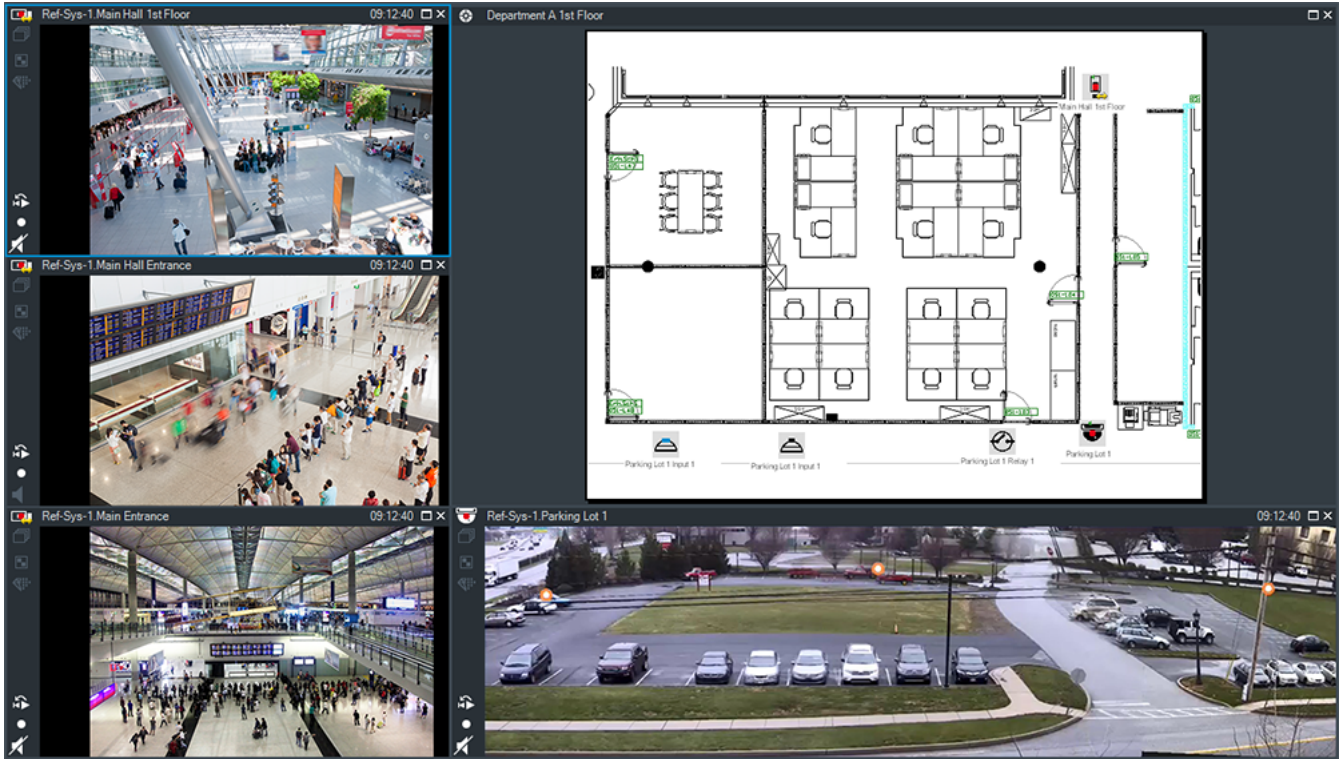 Ref-Sys-1.Main Hall 1st Floor 09:12:40
Department A 1st Floor
Main Hall 1st Floor
Ref-Sys-1.Main Hall Entrance 09:12:40
Parking Lot 1 Input 1
Parking Lot 1 Input 1
Parking Lot 1 Relay 1
Parking Lot 1
Ref-Sys-1.Main Entrance 09:12:40
Ref-Sys-1.Parking Lot 1 09:12:40